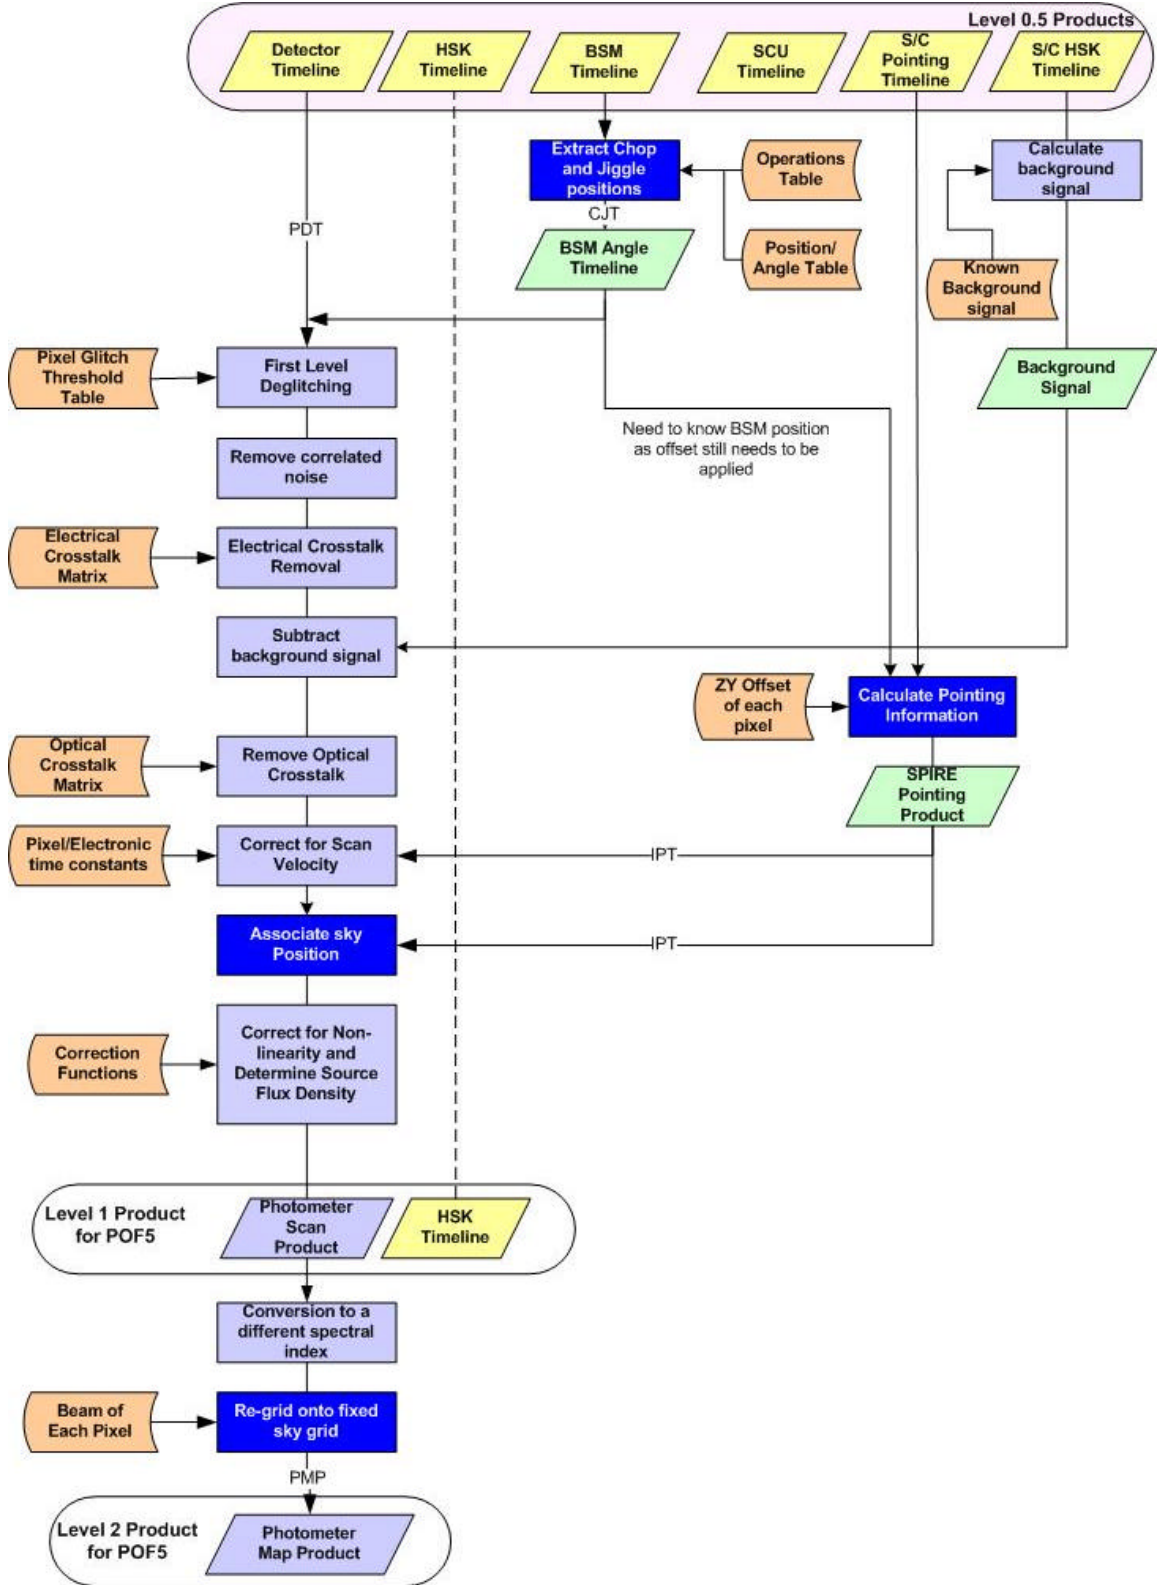 Level 0.5 Products
Detector
Timeline
HSK
Timeline
BSM
Timeline
SCU
Timeline
S/C
Pointing
Timeline
S/C HSK
Timeline
Extract Chop
and Jiggle
positions
Operations
Table
Calculate
background
signal
CJT
PDT
BSM Angle
Timeline
Position/
Angle Table
Known
Background
signal
Pixel Glitch
Threshold
Table
First Level
Deglitching
Background
Signal
Need to know BSM position
as offset still needs to be
applied
Remove correlated
noise
Electrical
Crosstalk
Matrix
Electrical Crosstalk
Removal
Subtract
background signal
ZY Offset
of each
pixel
Calculate Pointing
Information
Optical
Crosstalk
Matrix
Remove Optical
Crosstalk
SPIRE
Pointing
Product
Pixel/Electronic
time constants
Correct for Scan
Velocity
IPT
Associate sky
Position
IPT
Correction
Functions
Correct for Non-
linearity and
Determine Source
Flux Density
Level 1 Product
for POF5
Photometer
Scan
Product
HSK
Timeline
Conversion to a
different spectral
index
Beam of
Each Pixel
Re-grid onto fixed
sky grid
PMP
Level 2 Product
for POF5
Photometer
Map Product